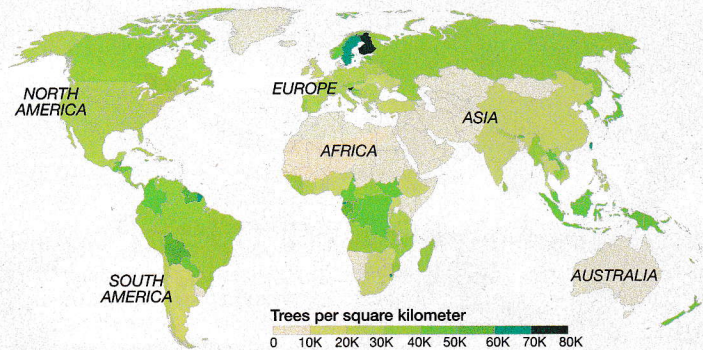 NORTH
AMERICA
EUROPE
ASIA
AFRICA
SOUTH
AMERICA
AUSTRALIA
Trees per square kilometer
0 10K 20K 30K 40K 50K 60K 70K 80K